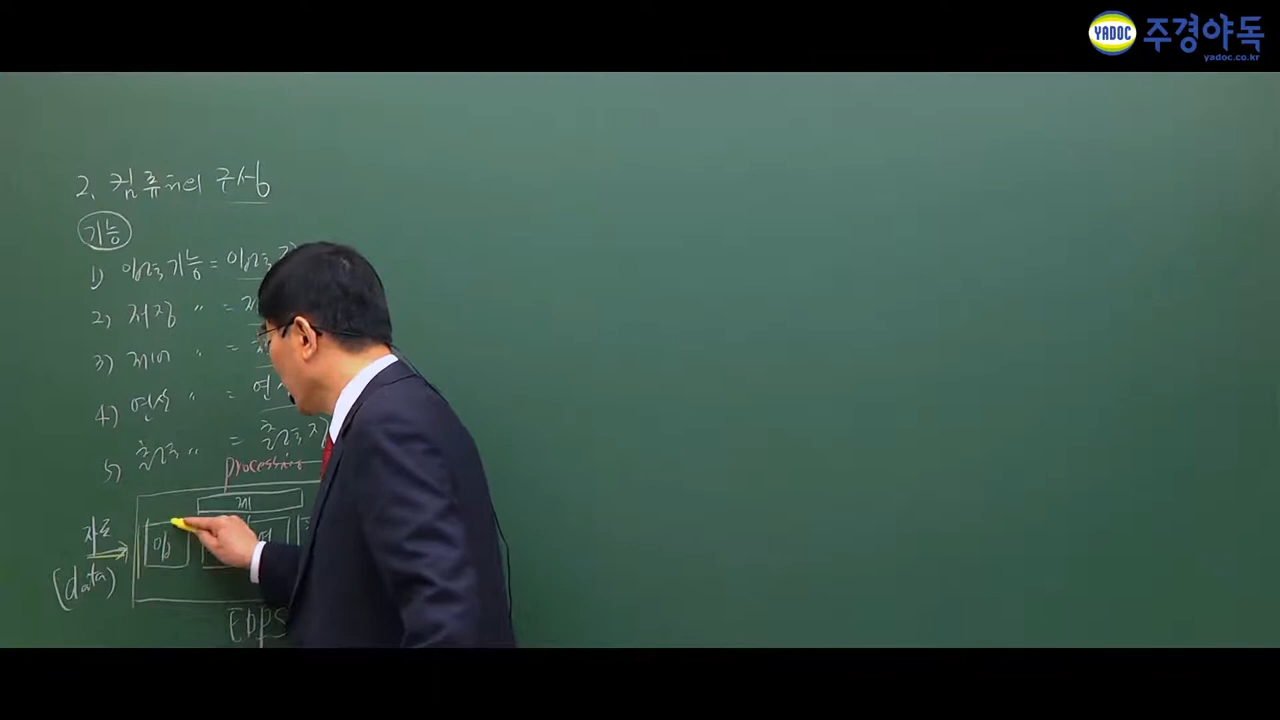 YADOC 주경야독
yadoc.co.kr
2. 컴퓨터의 구성
기능
1) 입력기능 = 입력장
2) 저장 〃 =
3) 제어 〃 =
4) 연산 〃 = 연
5) 출력 〃 = 출력장
processing
제
자료
입
(data)
EDPS